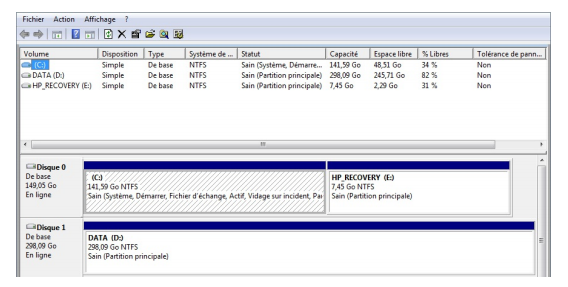 Fichier Action Affichage ?
Volume Disposition Type Système de ... Statut Capacité Espace libre % Libres Tolérance de pann...
(C:) Simple De base NTFS Sain (Système, Démarre... 141,59 Go 48,51 Go 34 % Non
DATA (D:) Simple De base NTFS Sain (Partition principale) 298,09 Go 245,71 Go 82 % Non
HP_RECOVERY (E:) Simple De base NTFS Sain (Partition principale) 7,45 Go 2,29 Go 31 % Non
Disque 0
De base
149,05 Go
En ligne
(C:)
141,59 Go NTFS
Sain (Système, Démarrer, Fichier d'échange, Actif, Vidage sur incident, Par
HP_RECOVERY (E:)
7,45 Go NTFS
Sain (Partition principale)
Disque 1
De base
298,09 Go
En ligne
DATA (D:)
298,09 Go NTFS
Sain (Partition principale)